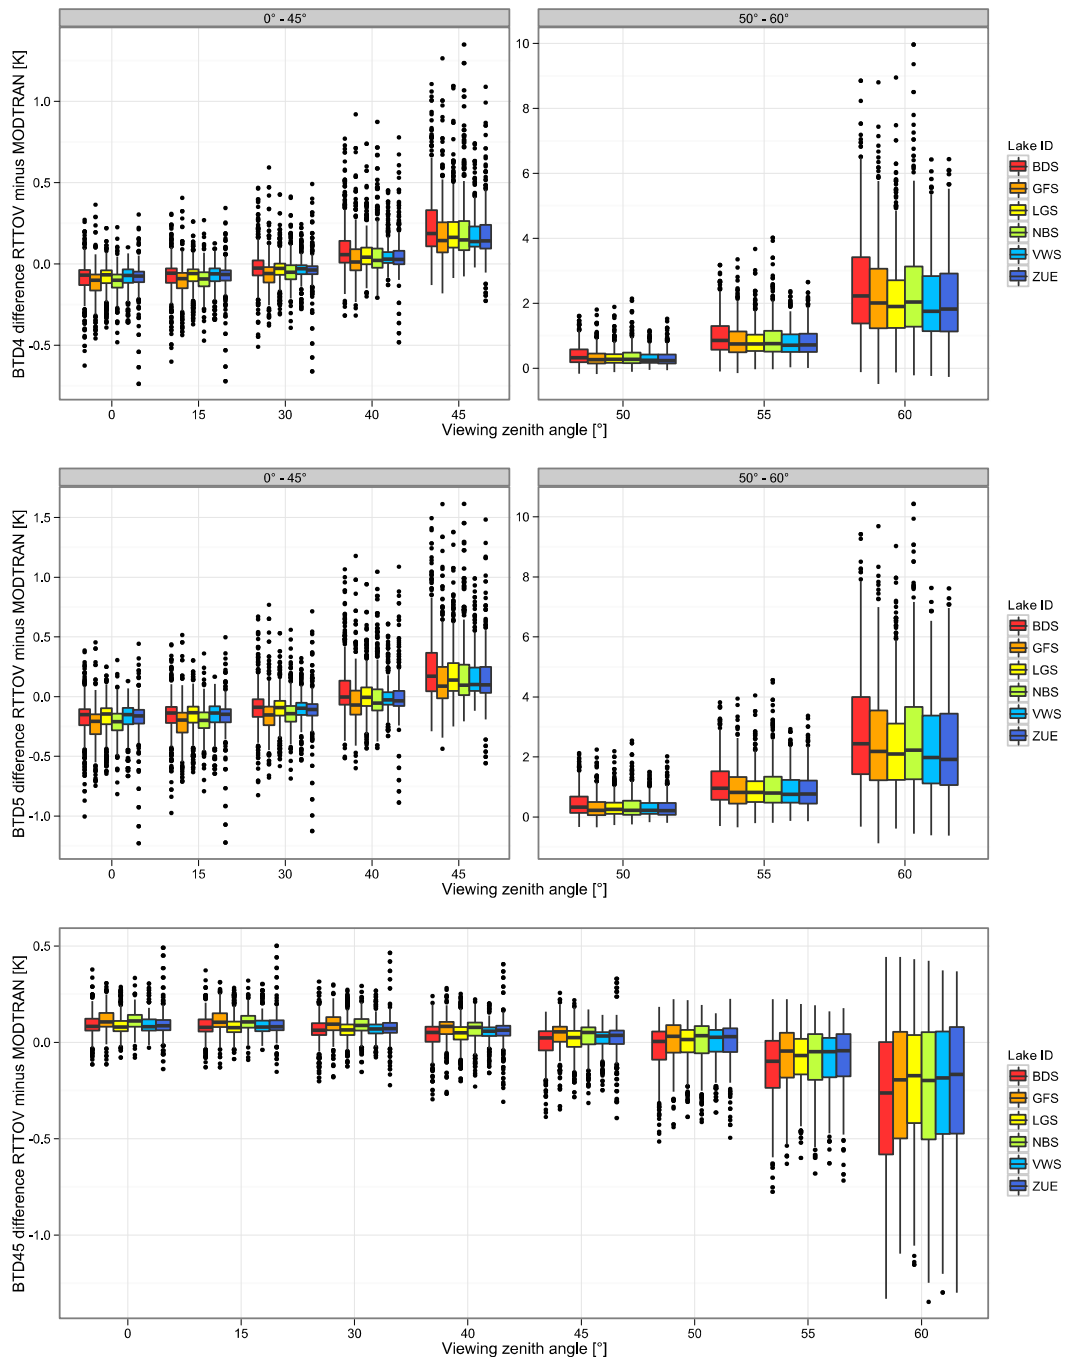 0° - 45°
50° - 60°
BTD4 difference RTTOV minus MODTRAN [K]
1.0
0.5
0.0
-0.5
10
8
6
4
2
0
0
15
30
40
45
50
55
60
Viewing zenith angle [°]
Viewing zenith angle [°]
Lake ID
BDS
GFS
LGS
NBS
VWS
ZUE
0° - 45°
50° - 60°
BTD5 difference RTTOV minus MODTRAN [K]
1.5
1.0
0.5
0.0
-0.5
-1.0
10
8
6
4
2
0
0
15
30
40
45
50
55
60
Viewing zenith angle [°]
Viewing zenith angle [°]
Lake ID
BDS
GFS
LGS
NBS
VWS
ZUE
BTD45 difference RTTOV minus MODTRAN [K]
0.5
0.0
-0.5
-1.0
0
15
30
40
45
50
55
60
Viewing zenith angle [°]
Lake ID
BDS
GFS
LGS
NBS
VWS
ZUE